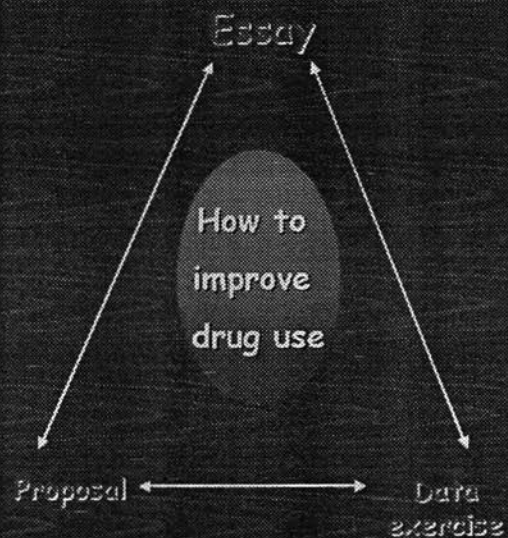 Essay
How to
improve
drug use
Proposal
Data
exercise